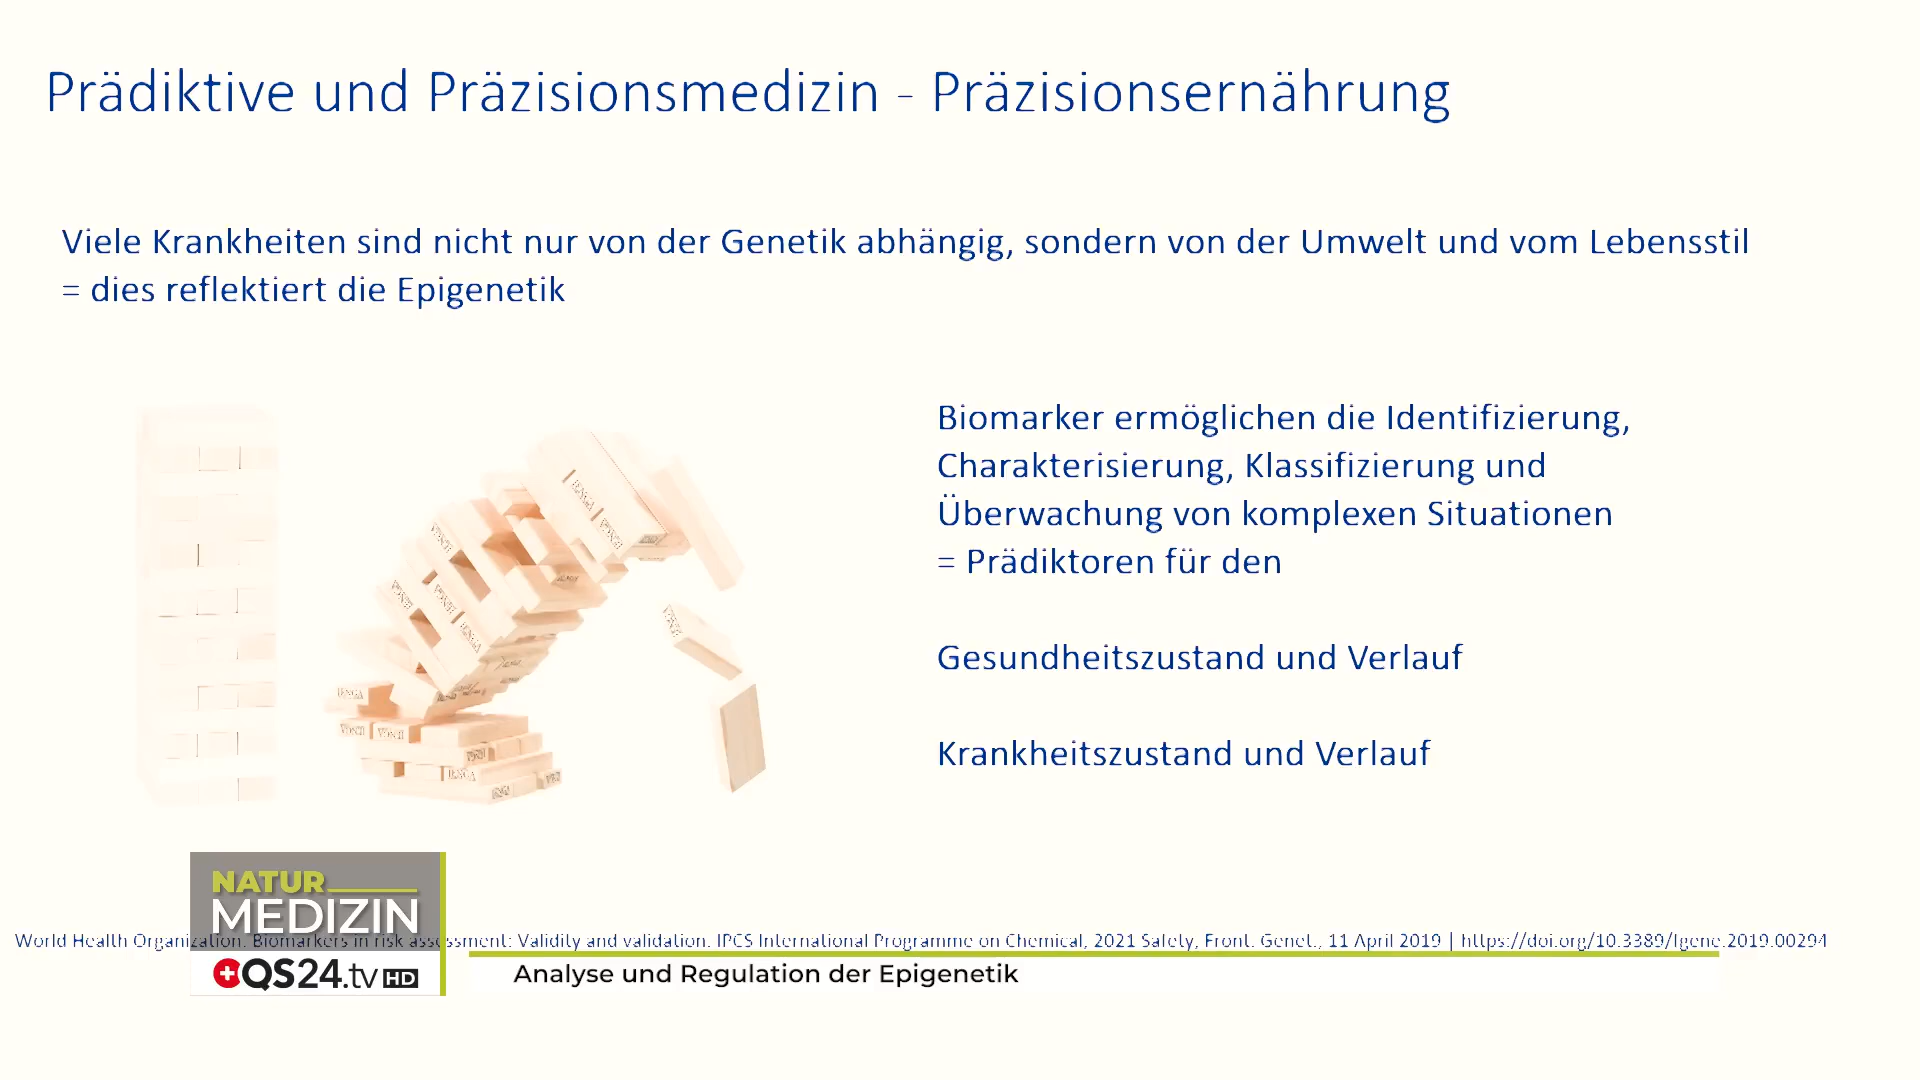 Prädiktive und Präzisionsmedizin - Präzisionsernährung
Viele Krankheiten sind nicht nur von der Genetik abhängig, sondern von der Umwelt und vom Lebensstil
= dies reflektiert die Epigenetik
Biomarker ermöglichen die Identifizierung,
Charakterisierung, Klassifizierung und
Überwachung von komplexen Situationen
= Prädiktoren für den
Gesundheitszustand und Verlauf
Krankheitszustand und Verlauf
JENGA
JENGA
JENGA
JENGA
NATUR
MEDIZIN
World Health Organization. Biomarkers in risk assessment: Validity and validation. IPCS International Programme on Chemical, 2021 Safety, Front. Genet., 11 April 2019 | https://doi.org/10.3389/fgene.2019.00294
QS24.tv HD
Analyse und Regulation der Epigenetik